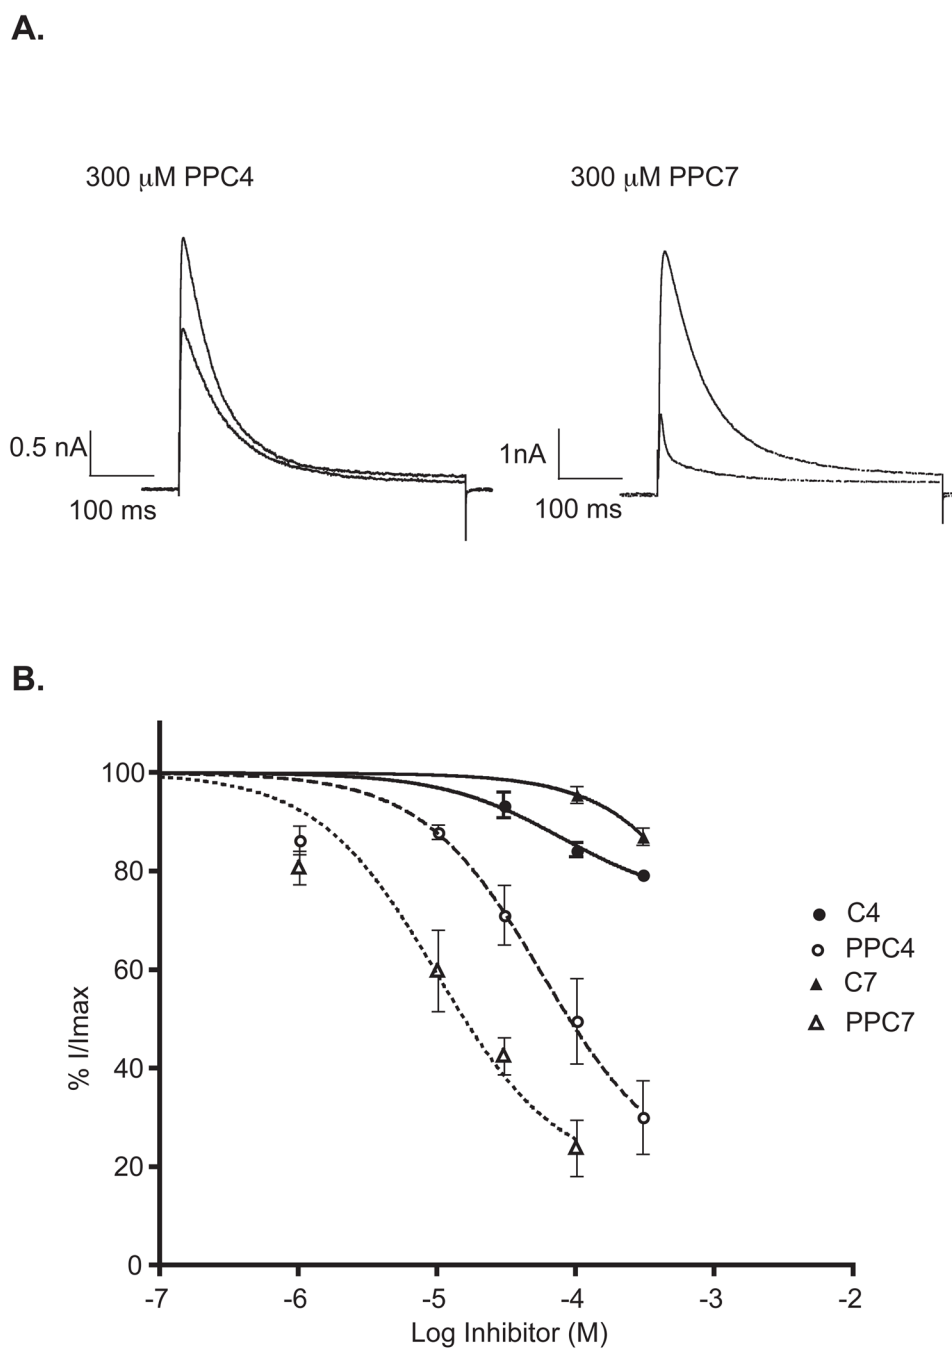 A.
300 μM PPC4
300 μM PPC7
0.5 nA
100 ms
1nA
100 ms
B.
100
80
60
40
20
0
% I/Imax
-7
-6
-5
-4
-3
-2
Log Inhibitor (M)
C4
PPC4
C7
PPC7